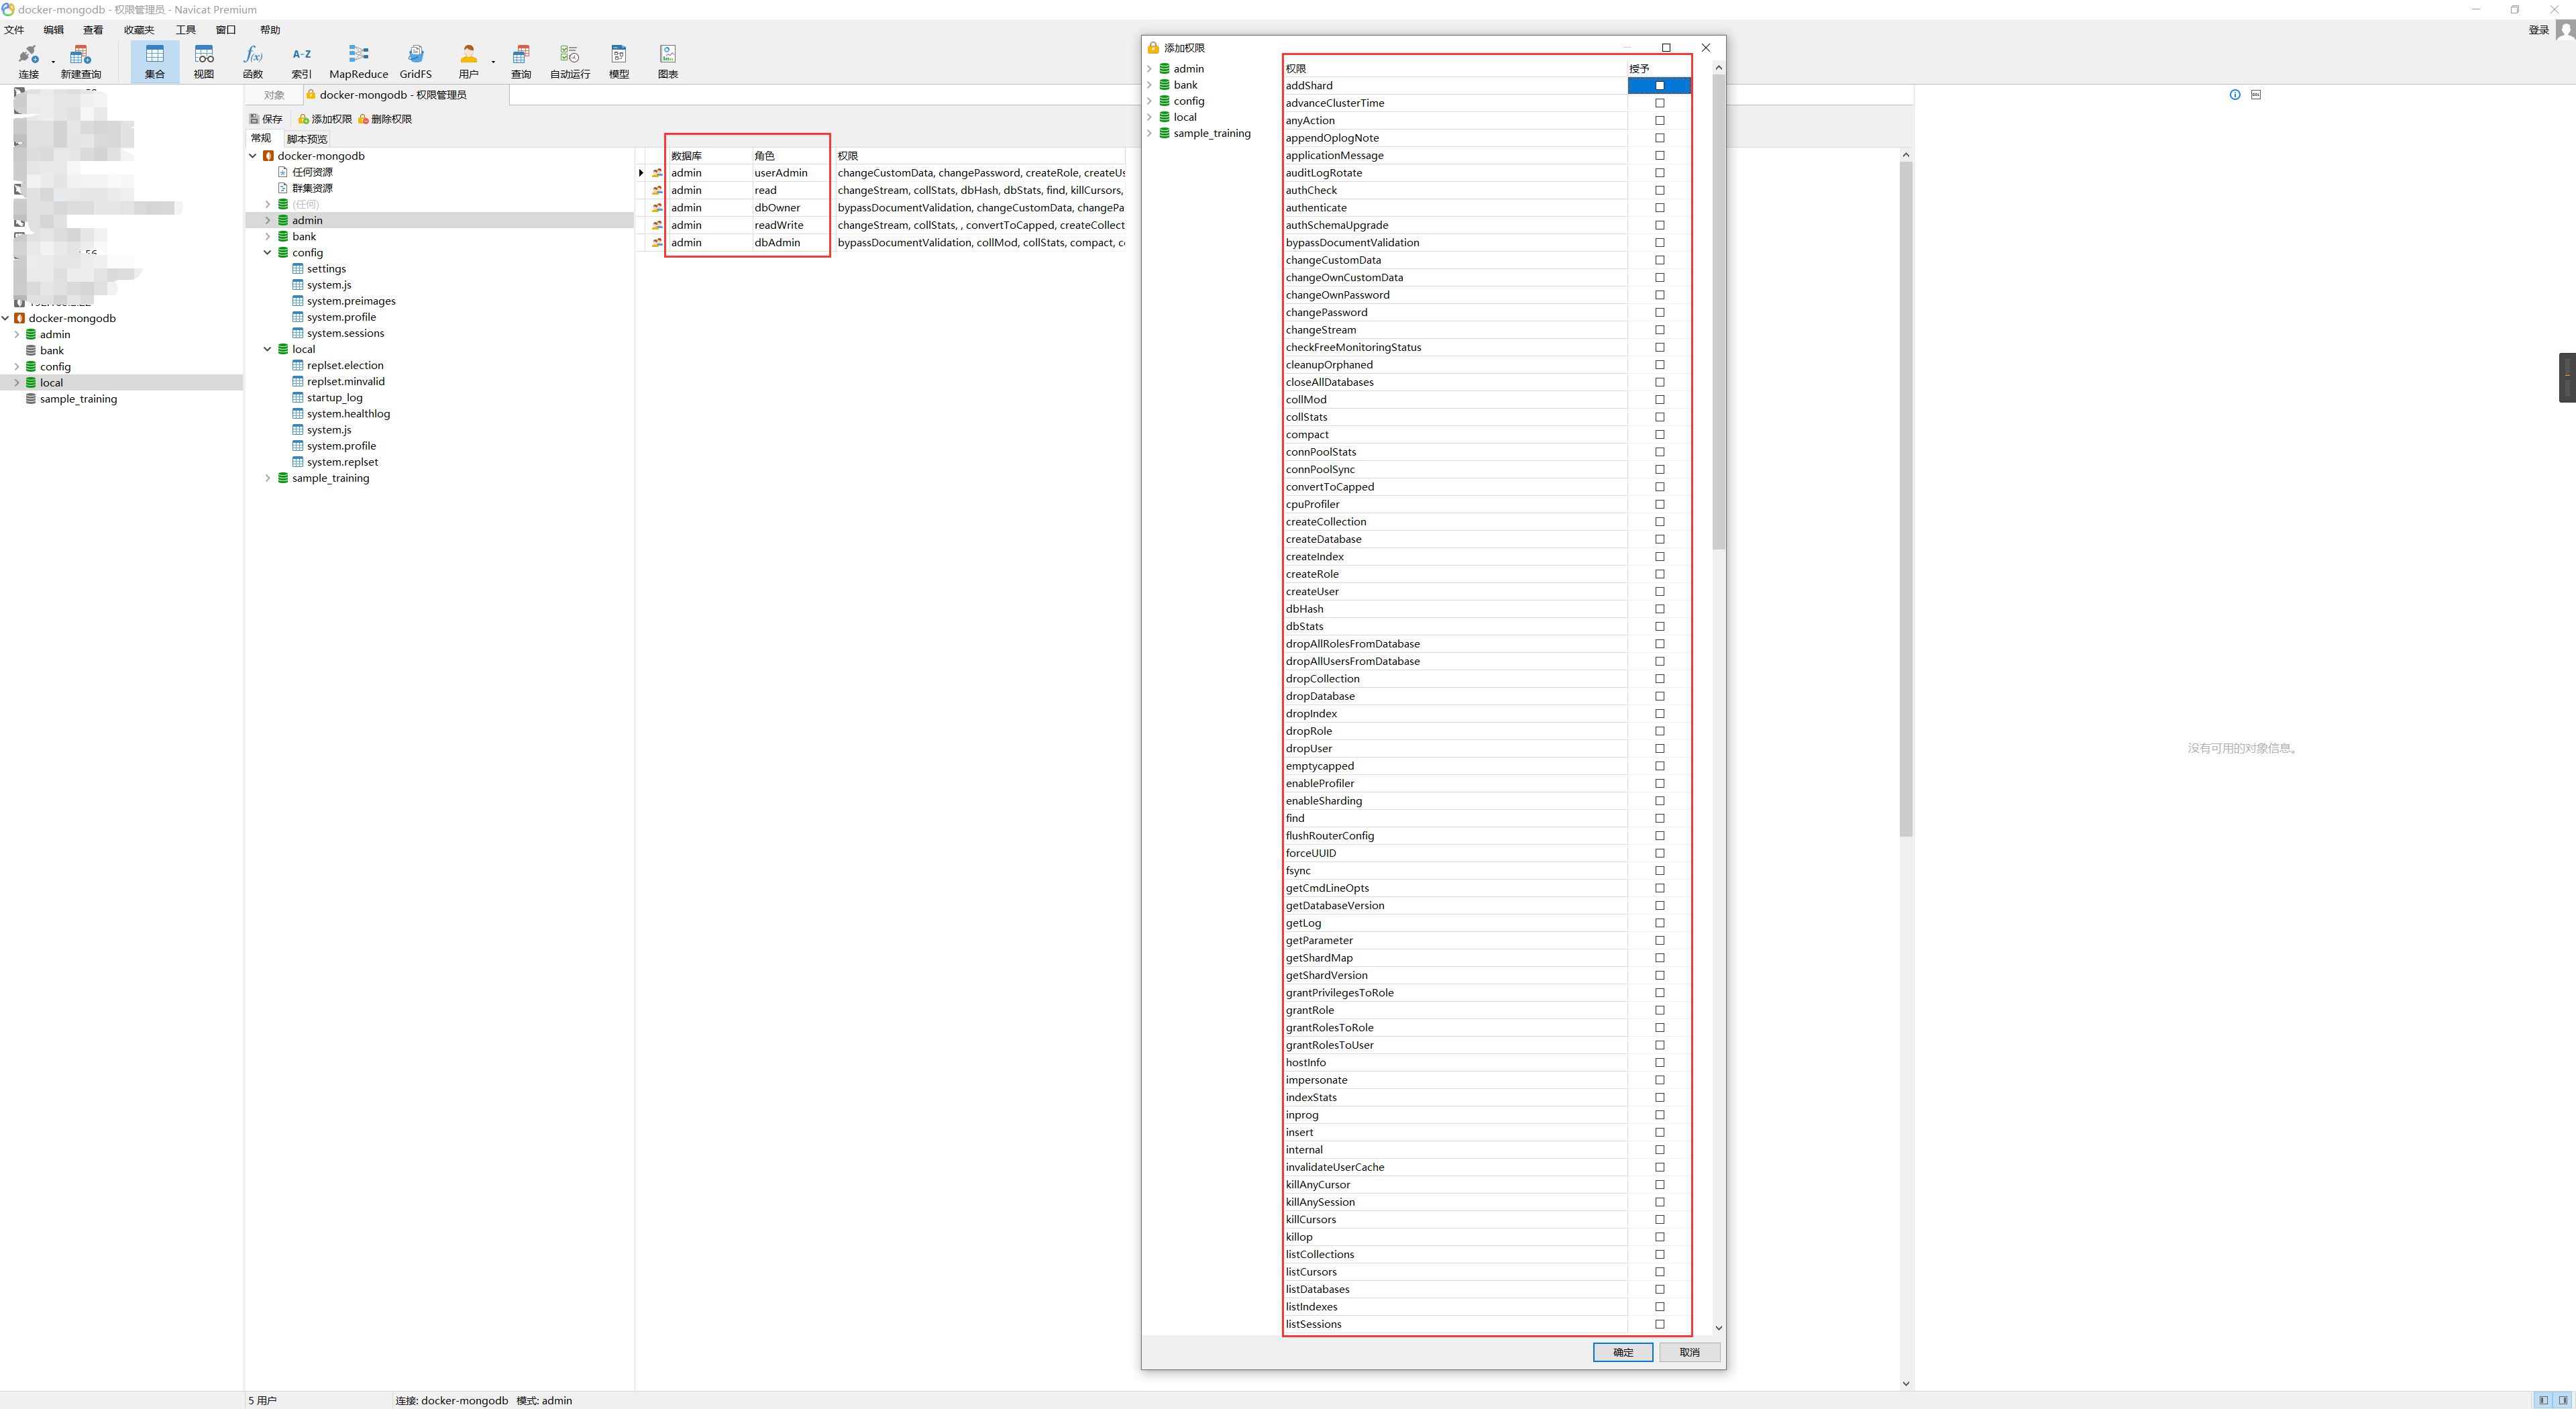 docker-mongodb - 权限管理员 - Navicat Premium
文件 编辑 查看 收藏夹 工具 窗口 帮助
登录
连接 新建查询 集合 视图 函数 索引 MapReduce GridFS 用户 查询 自动运行 模型 图表
docker-mongodb
admin
bank
config
local
sample_training
对象 docker-mongodb - 权限管理员
保存 添加权限 删除权限
常规 脚本预览
docker-mongodb
任何资源
群集资源
(任何)
admin
bank
config
settings
system.js
system.preimages
system.profile
system.sessions
local
replset.election
replset.minvalid
startup_log
system.healthlog
system.js
system.profile
system.replset
sample_training
数据库 角色 权限
admin userAdmin changeCustomData, changePassword, createRole, createUs
admin read changeStream, collStats, dbHash, dbStats, find, killCursors,
admin dbOwner bypassDocumentValidation, changeCustomData, changePa
admin readWrite changeStream, collStats, , convertToCapped, createCollect
admin dbAdmin bypassDocumentValidation, collMod, collStats, compact, co
添加权限
admin
bank
config
local
sample_training
权限 授予
addShard
advanceClusterTime
anyAction
appendOplogNote
applicationMessage
auditLogRotate
authCheck
authenticate
authSchemaUpgrade
bypassDocumentValidation
changeCustomData
changeOwnCustomData
changeOwnPassword
changePassword
changeStream
checkFreeMonitoringStatus
cleanupOrphaned
closeAllDatabases
collMod
collStats
compact
connPoolStats
connPoolSync
convertToCapped
cpuProfiler
createCollection
createDatabase
createIndex
createRole
createUser
dbHash
dbStats
dropAllRolesFromDatabase
dropAllUsersFromDatabase
dropCollection
dropDatabase
dropIndex
dropRole
dropUser
emptycapped
enableProfiler
enableSharding
find
flushRouterConfig
forceUUID
fsync
getCmdLineOpts
getDatabaseVersion
getLog
getParameter
getShardMap
getShardVersion
grantPrivilegesToRole
grantRole
grantRolesToRole
grantRolesToUser
hostInfo
impersonate
indexStats
inprog
insert
internal
invalidateUserCache
killAnyCursor
killAnySession
killCursors
killop
listCollections
listCursors
listDatabases
listIndexes
listSessions
确定 取消
没有可用的对象信息。
5 用户 连接: docker-mongodb 模式: admin